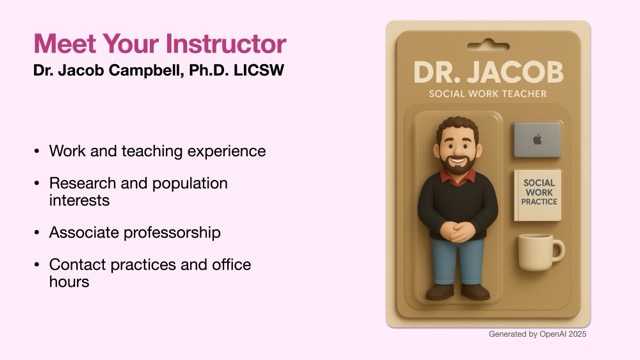 Meet Your Instructor
Dr. Jacob Campbell, Ph.D. LICSW
• Work and teaching experience
• Research and population
interests
• Associate professorship
• Contact practices and office
hours
DR. JACOB
SOCIAL WORK TEACHER
SOCIAL
WORK
PRACTICE
Generated by OpenAI 2025